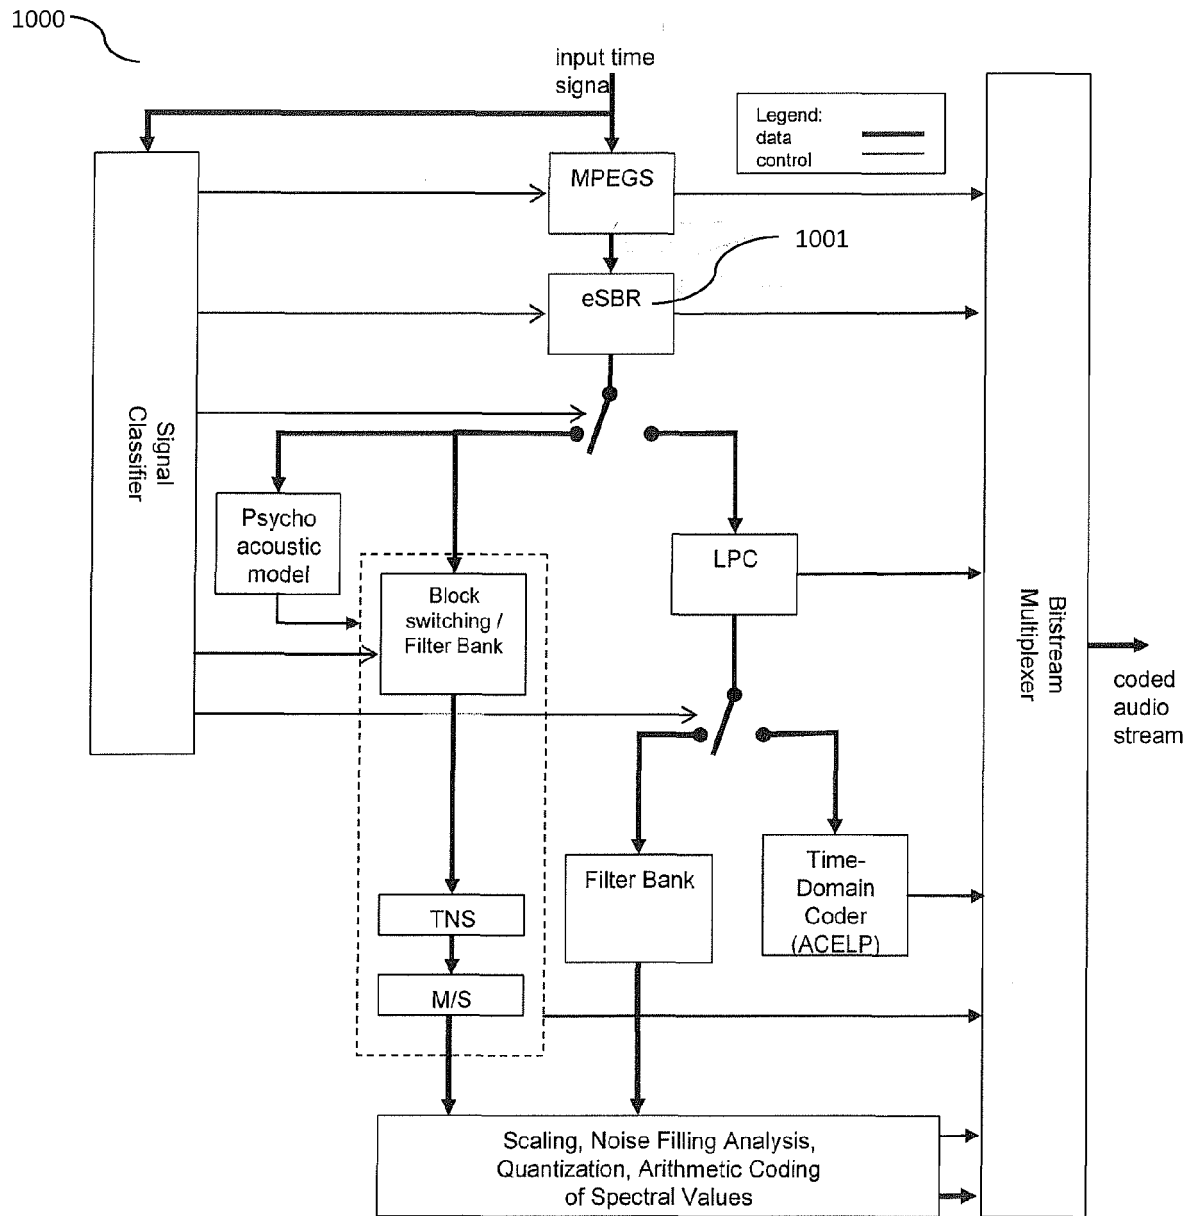 1000
input time
signal
Legend:
data
control
MPEGS
1001
eSBR
Signal
Classifier
Psycho
acoustic
model
Block
switching /
Filter Bank
LPC
Bitstream
Multiplexer
coded
audio
stream
Filter Bank
Time-
Domain
Coder
(ACELP)
TNS
M/S
Scaling, Noise Filling Analysis,
Quantization, Arithmetic Coding
of Spectral Values